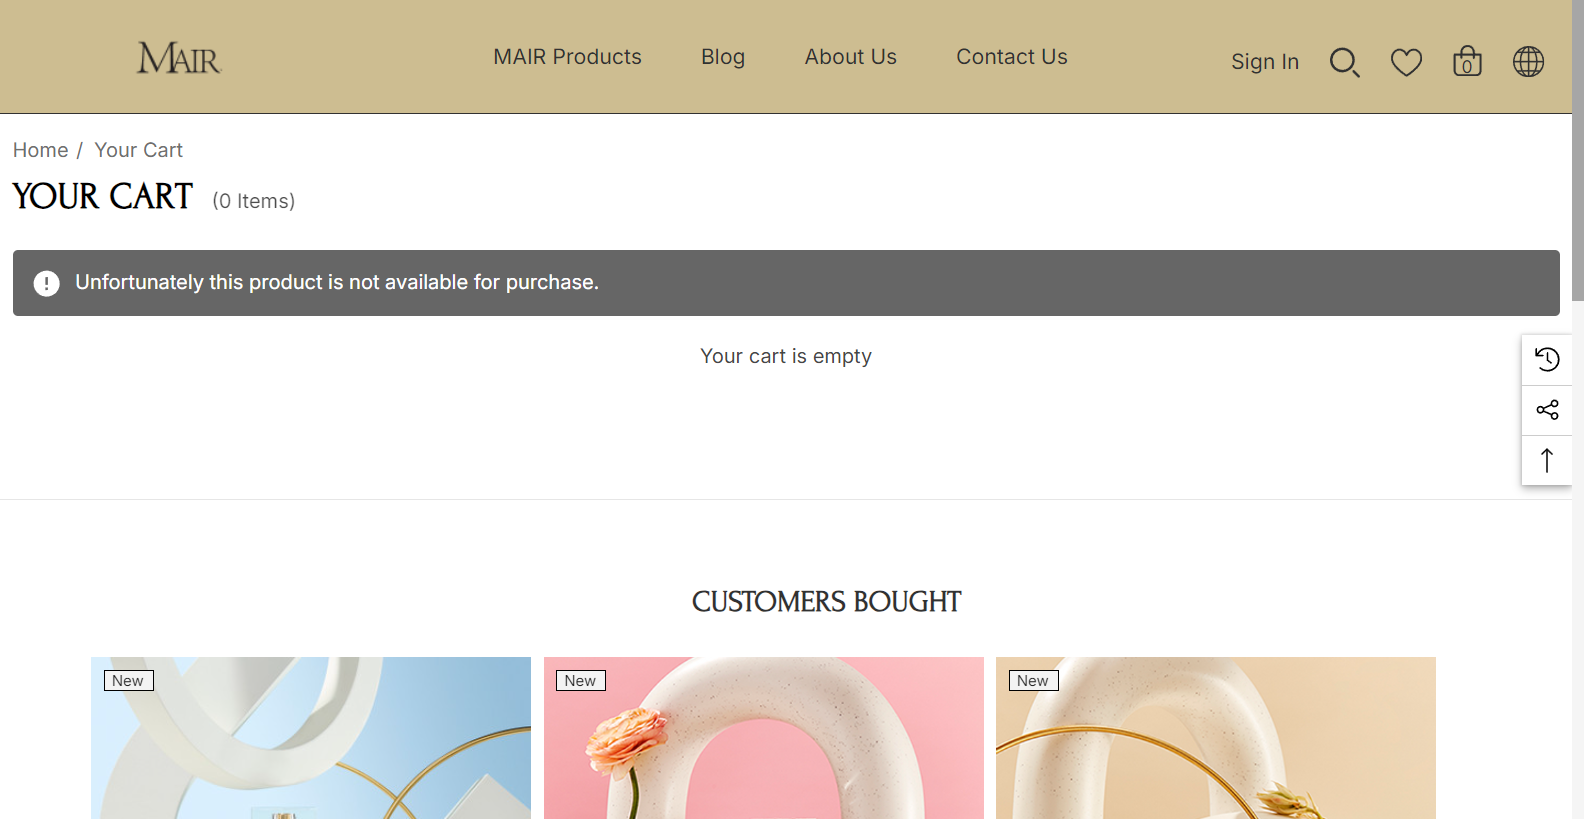 MAIR
MAIR Products
Blog
About Us
Contact Us
Sign In
0
Home / Your Cart
YOUR CART (0 Items)
! Unfortunately this product is not available for purchase.
Your cart is empty
CUSTOMERS BOUGHT
New
New
New